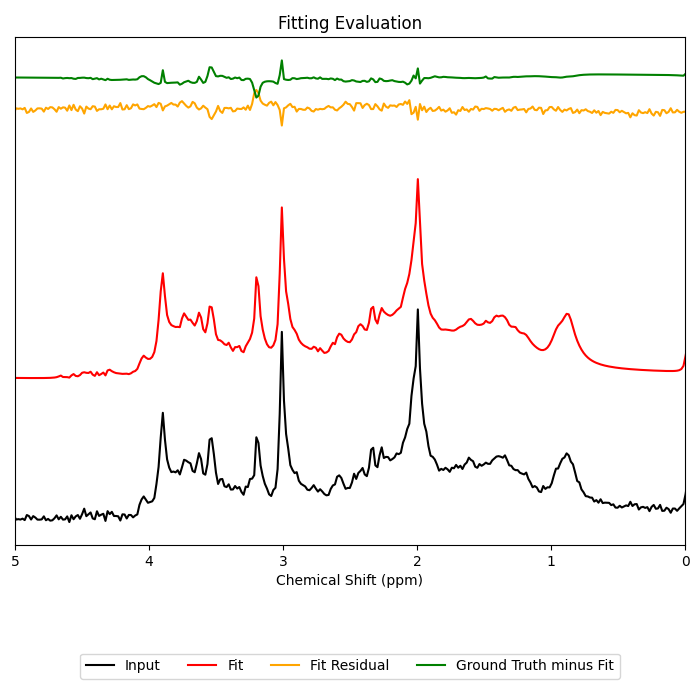 Fitting Evaluation
5 4 3 2 1 0
Chemical Shift (ppm)
Input Fit Fit Residual Ground Truth minus Fit